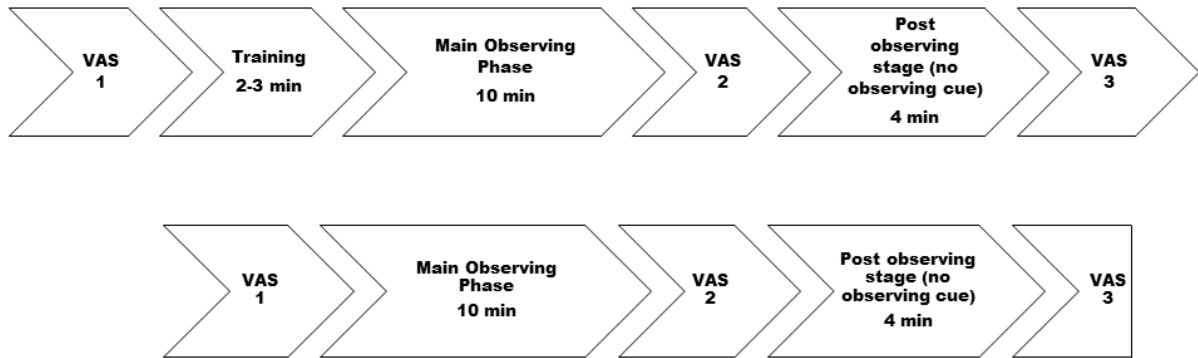 VAS
1
Training
2-3 min
Main Observing
Phase
10 min
VAS
2
Post
observing
stage (no
observing cue)
4 min
VAS
3
VAS
1
Main Observing
Phase
10 min
VAS
2
Post observing
stage (no
observing cue)
4 min
VAS
3